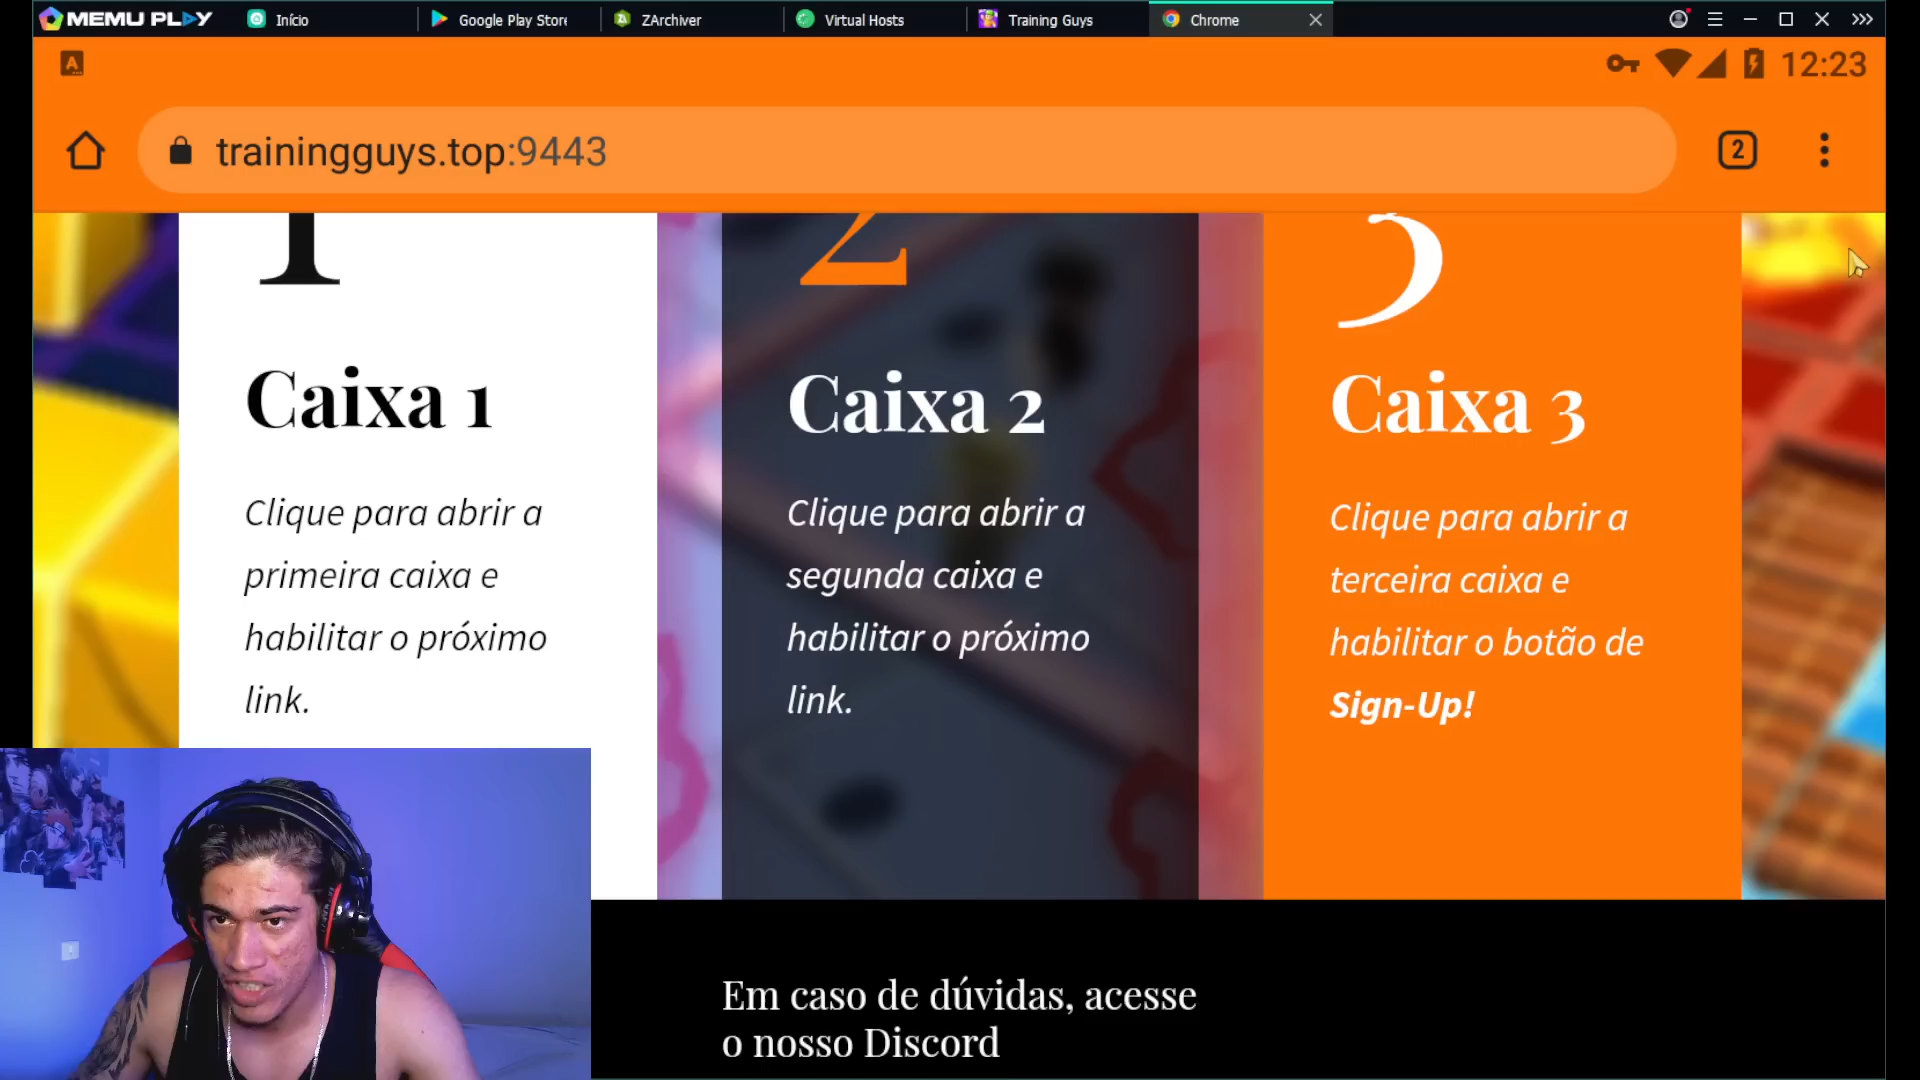 MEMU PLAY
Início
Google Play Store
ZArchiver
Virtual Hosts
Training Guys
Chrome
A
12:23
trainingguys.top:9443
2
1
2
3
Caixa 1
Clique para abrir a
primeira caixa e
habilitar o próximo
link.
Caixa 2
Clique para abrir a
segunda caixa e
habilitar o próximo
link.
Caixa 3
Clique para abrir a
terceira caixa e
habilitar o botão de
Sign-Up!
Em caso de dúvidas, acesse
o nosso Discord